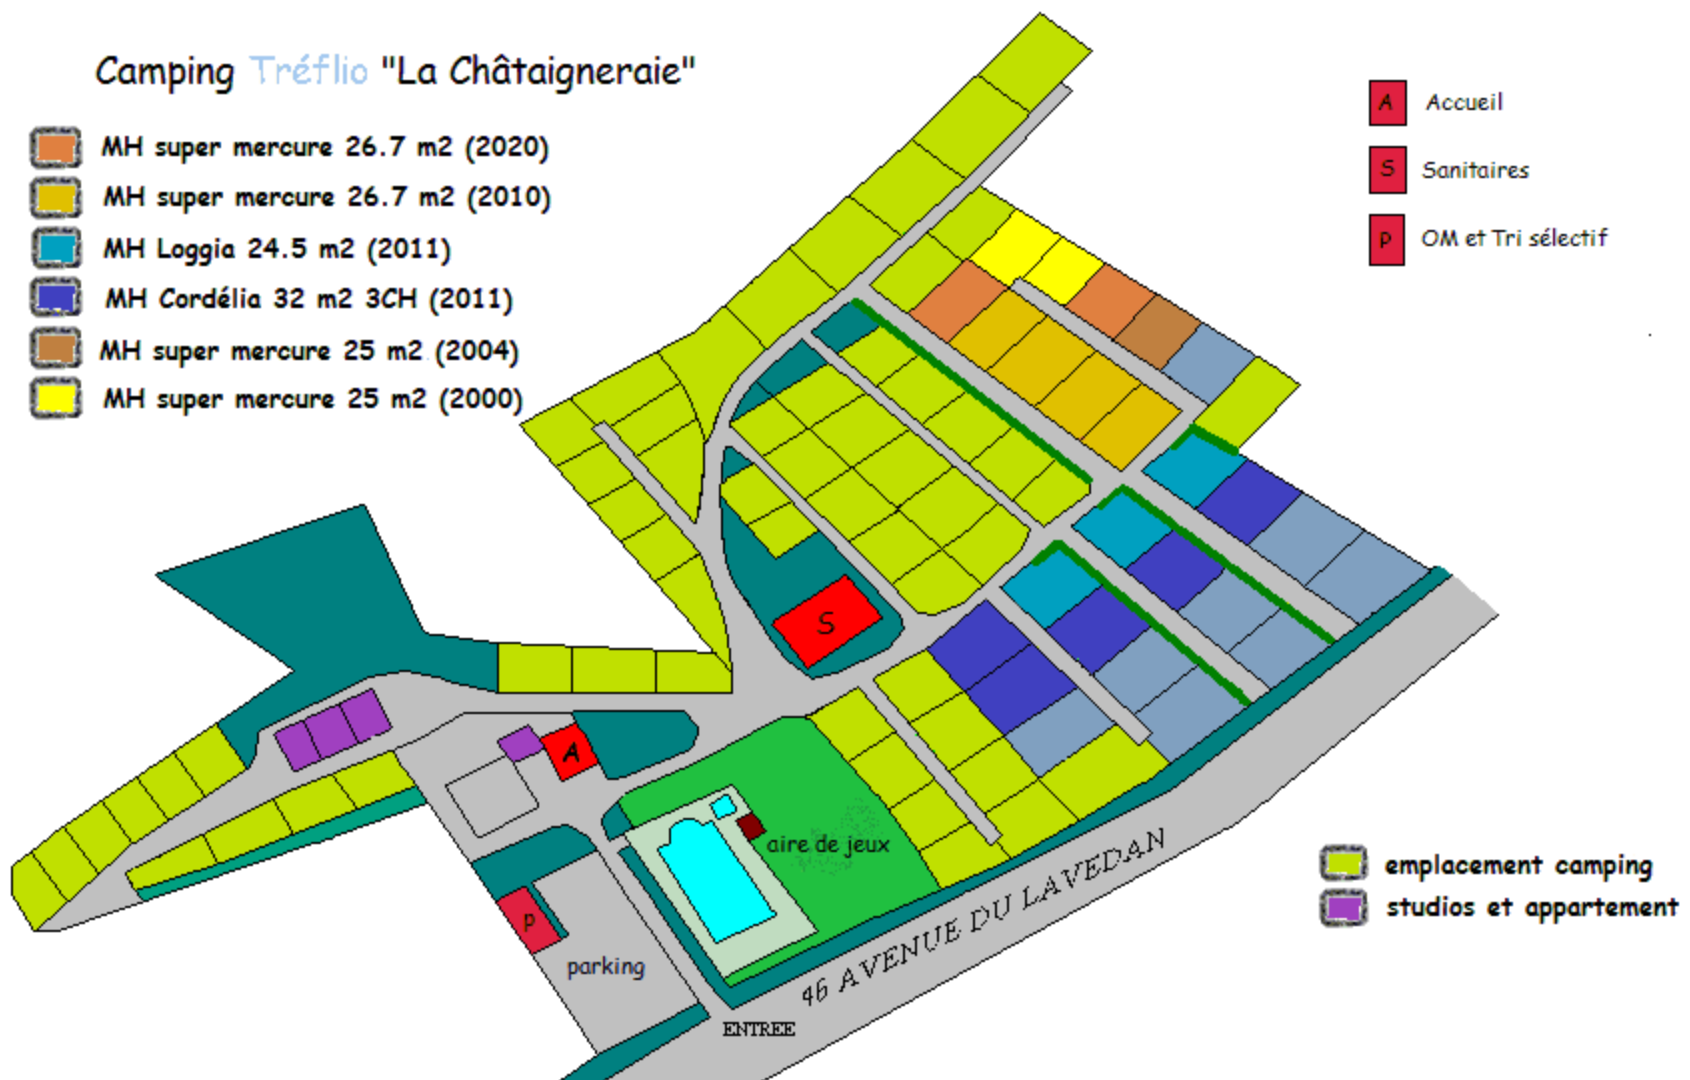 Camping Tréflio "La Châtaigneraie"
MH super mercure 26.7 m2 (2020)
MH super mercure 26.7 m2 (2010)
MH Loggia 24.5 m2 (2011)
MH Cordélia 32 m2 3CH (2011)
MH super mercure 25 m2 (2004)
MH super mercure 25 m2 (2000)
A Accueil
S Sanitaires
P OM et Tri sélectif
S
A
aire de jeux
P
parking
46 AVENUE DU LAVEDAN
ENTREE
emplacement camping
studios et appartement